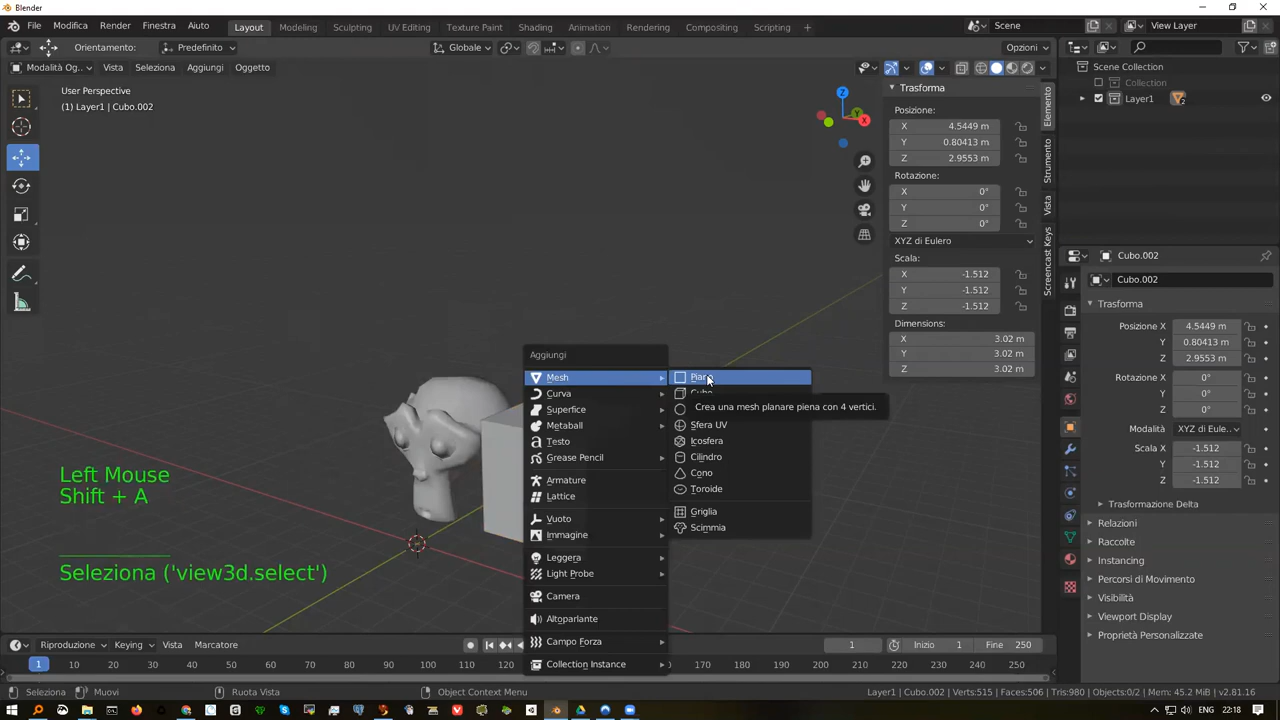 Blender
File Modifica Render Finestra Aiuto Layout Modeling Sculpting UV Editing Texture Paint Shading Animation Rendering Compositing Scripting + Scene View Layer
Orientamento: Predefinito Globale Opzioni
Modalità Og... Vista Seleziona Aggiungi Oggetto
User Perspective
(1) Layer1 | Cubo.002
Z
Y
X
Trasforma
Posizione:
X 4.5449 m
Y 0.80413 m
Z 2.9553 m
Rotazione:
X 0°
Y 0°
Z 0°
XYZ di Eulero
Scala:
X -1.512
Y -1.512
Z -1.512
Dimensions:
X 3.02 m
Y 3.02 m
Z 3.02 m
Elemento
Strumento
Vista
Screencast Keys
Scene Collection
Collection
Layer1 2
Cubo.002
Cubo.002
Trasforma
Posizione X 4.5449 m
Y 0.80413 m
Z 2.9553 m
Rotazione X 0°
Y 0°
Z 0°
Modalità XYZ di Eulero
Scala X -1.512
Y -1.512
Z -1.512
Trasformazione Delta
Relazioni
Raccolte
Instancing
Percorsi di Movimento
Visibilità
Viewport Display
Proprietà Personalizzate
Aggiungi
Mesh
Curva
Superfice
Metaball
Testo
Grease Pencil
Armature
Lattice
Vuoto
Immagine
Leggera
Light Probe
Camera
Altoparlante
Campo Forza
Collection Instance
Piano
Cubo
Crea una mesh planare piena con 4 vertici.
Sfera UV
Icosfera
Cilindro
Cono
Toroide
Griglia
Scimmia
Left Mouse
Shift + A
Seleziona ('view3d.select')
Riproduzione Keying Vista Marcatore 1 Inizio 1 Fine 250
1 10 20 30 40 50 60 70 80 90 100 110 120 170 180 190 200 210 220 230 240 250
Seleziona Muovi Ruota Vista Object Context Menu Layer1 | Cubo.002 | Verts:515 | Faces:506 | Tris:980 | Objects:0/2 | Mem: 45.2 MiB | v2.81.16
ENG 22:18